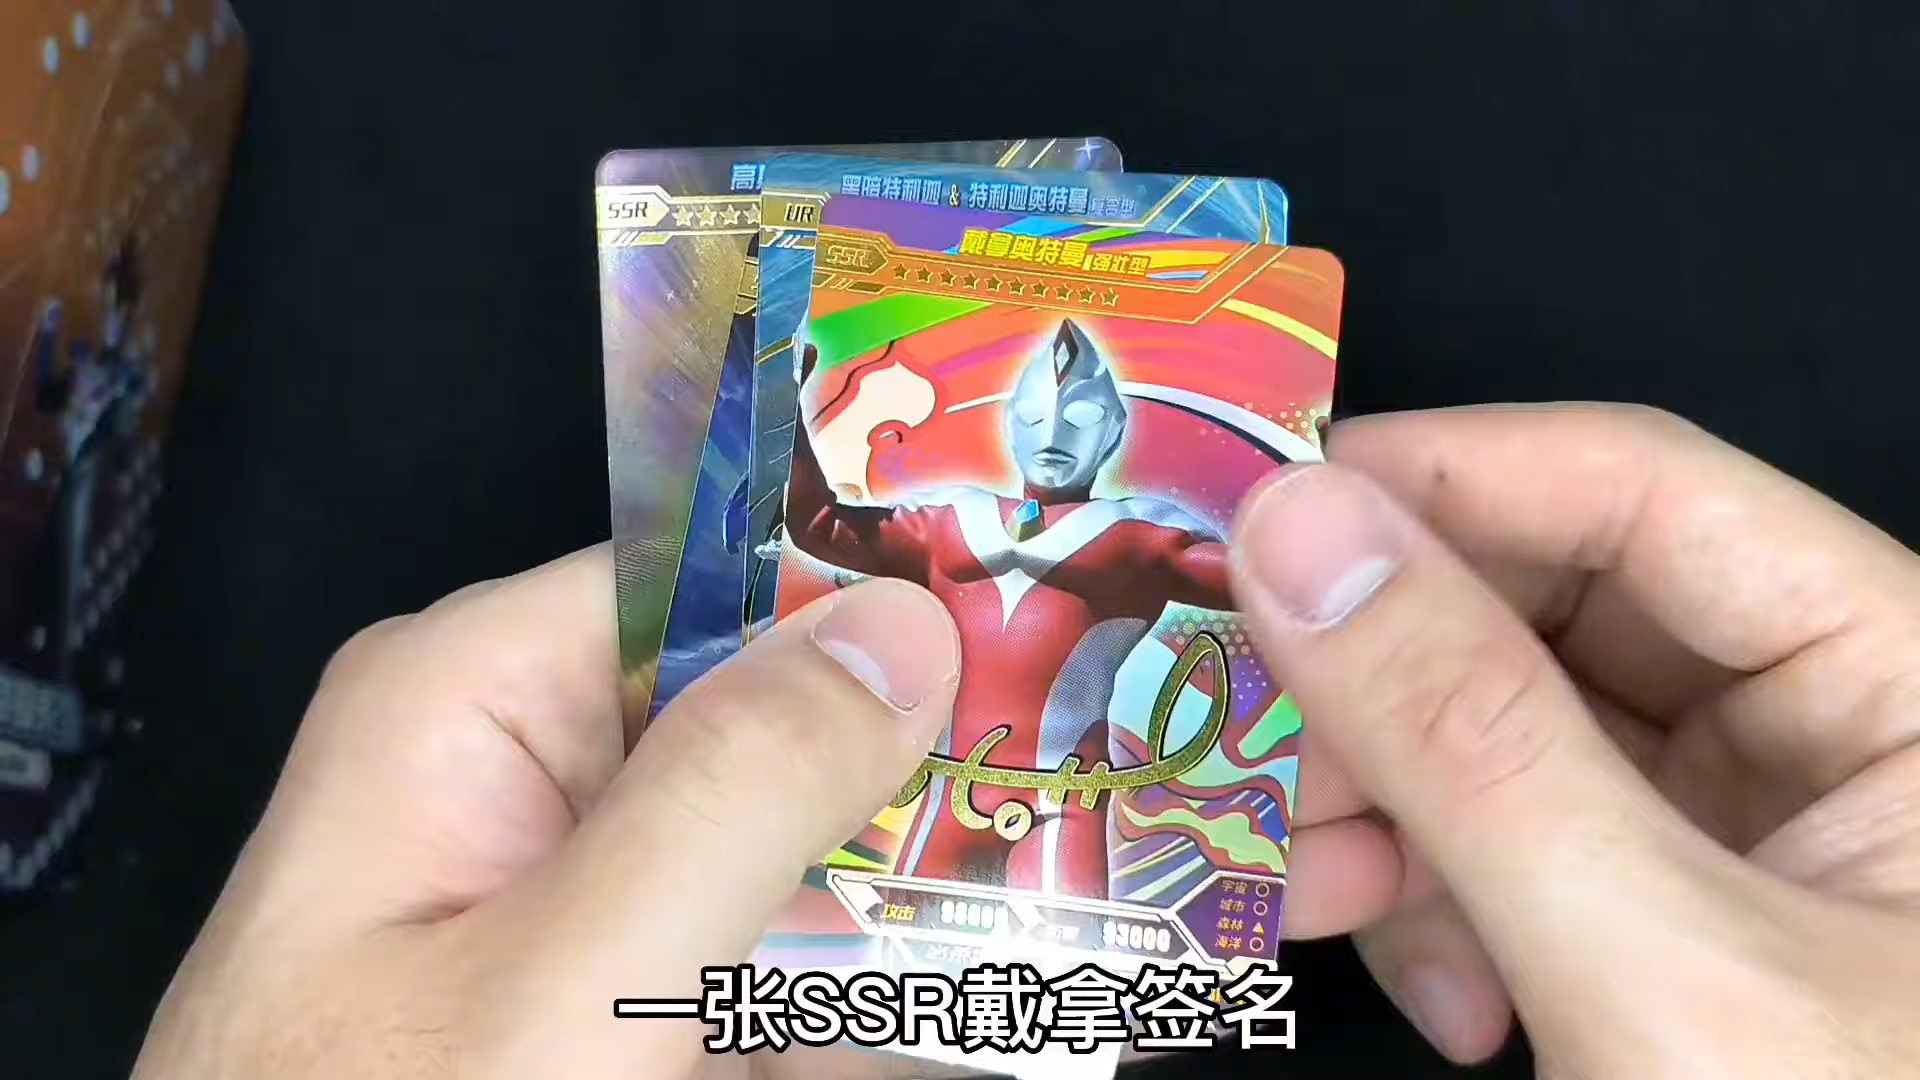 SSR
UR
黑暗特利迦 & 特利迦奥特曼 复合型
SSR
戴拿奥特曼 强壮型
攻击
93000
宇宙
城市
森林
海洋
一张SSR戴拿签名